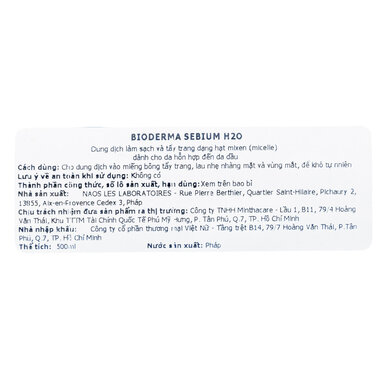 BIODERMA SEBIUM H2O
Dung dịch làm sạch và tẩy trang dạng hạt mixen (micelle)
dành cho da hỗn hợp đến da dầu
Cách dùng: Cho dung dịch vào miếng bông tẩy trang, lau nhẹ nhàng mặt và vùng mắt, để khô tự nhiên
Lưu ý về an toàn khi sử dụng: Không có
Thành phần công thức, số lô sản xuất, hạn dùng: Xem trên bao bì
Nhà sản xuất: NAOS LES LABORATOIRES - Rue Pierre Berthier, Quartier Saint-Hilaire, Pichaury 2,
13855, Aix-en-Provence Cedex 3, Pháp
Chịu trách nhiệm đưa sản phẩm ra thị trường: Công ty TNHH Minthacare - Lầu 1, B11, 79/4 Hoàng
Văn Thái, Khu TTTM Tài Chính Quốc Tế Phú Mỹ Hưng, P. Tân Phú, Q.7, TP. Hồ Chí Minh
Nhà nhập khẩu: Công ty cổ phần thương mại Việt Nữ - Tầng trệt B14, 79/7 Hoàng Văn Thái, P.Tân
Phú, Q.7, TP. Hồ Chí Minh
Thể tích: 500ml Nước sản xuất: Pháp